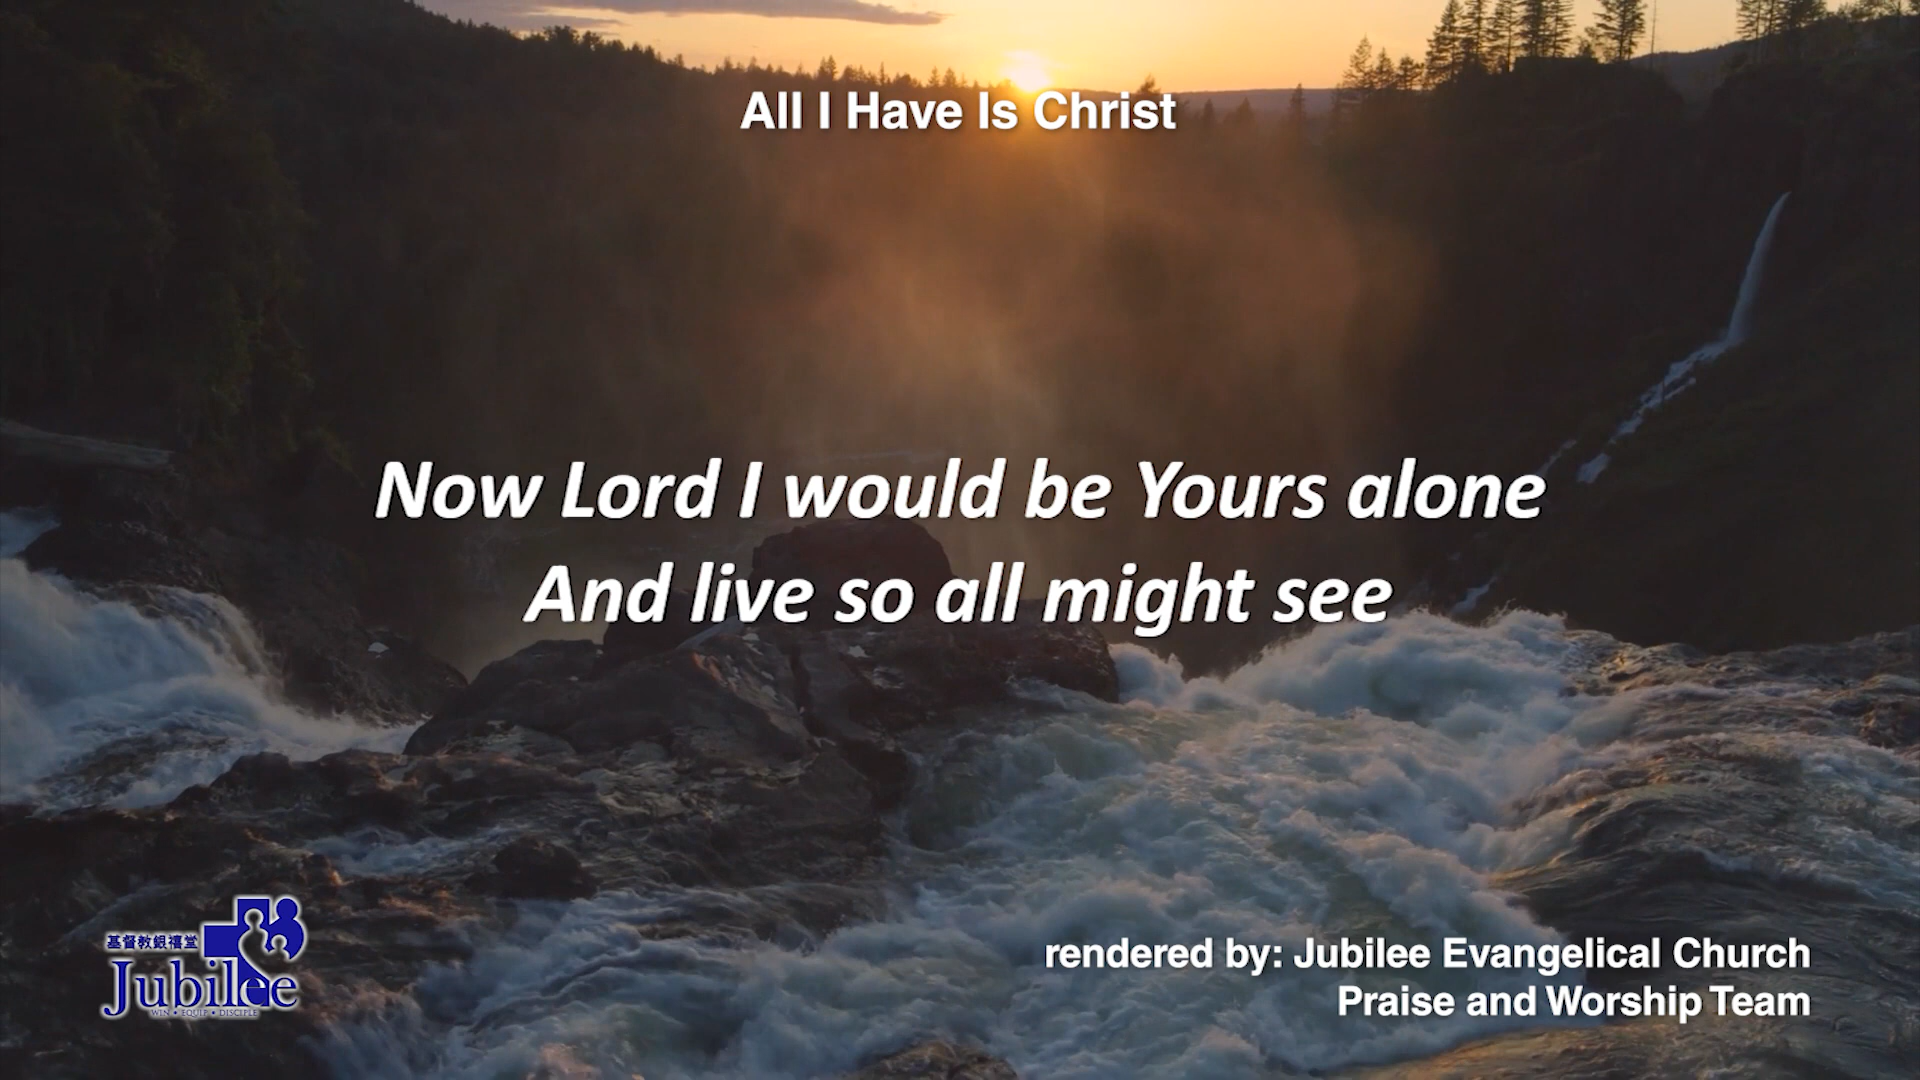 All I Have Is Christ
Now Lord I would be Yours alone
And live so all might see
基督教銀禧堂
Jubilee
WIN • EQUIP • DISCIPLE
rendered by: Jubilee Evangelical Church
Praise and Worship Team